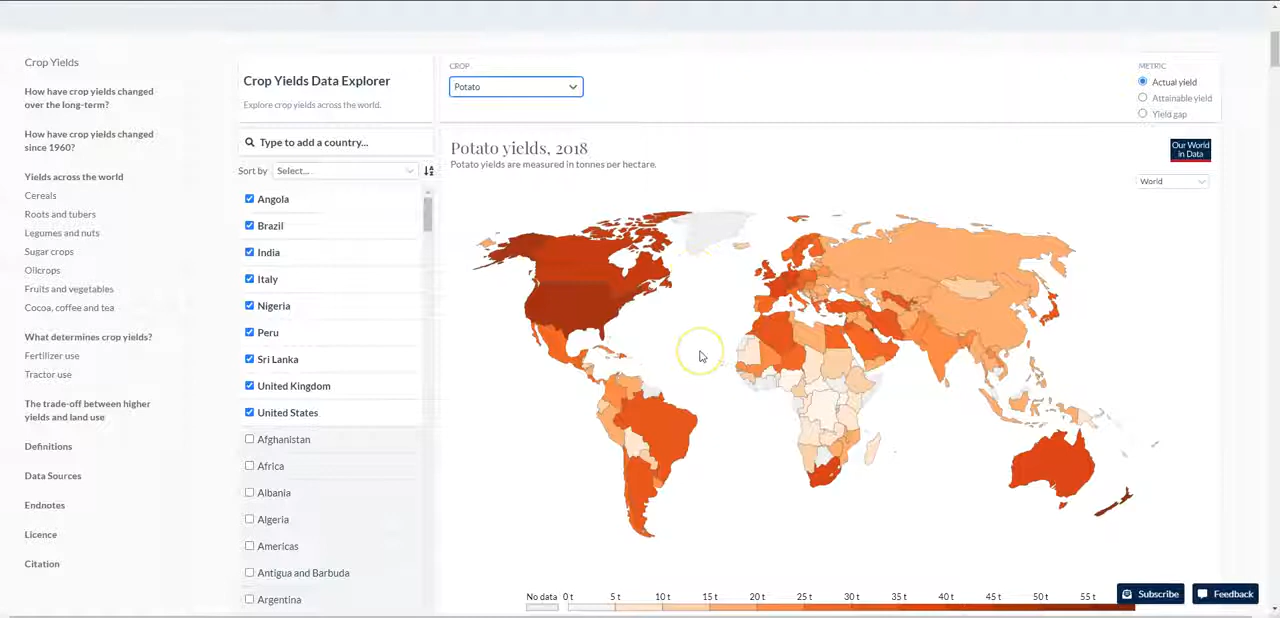 Crop Yields
How have crop yields changed
over the long-term?
How have crop yields changed
since 1960?
Yields across the world
Cereals
Roots and tubers
Legumes and nuts
Sugar crops
Oilcrops
Fruits and vegetables
Cocoa, coffee and tea
What determines crop yields?
Fertilizer use
Tractor use
The trade-off between higher
yields and land use
Definitions
Data Sources
Endnotes
Licence
Citation
Crop Yields Data Explorer
Explore crop yields across the world.
Type to add a country...
Sort by Select...
Angola
Brazil
India
Italy
Nigeria
Peru
Sri Lanka
United Kingdom
United States
Afghanistan
Africa
Albania
Algeria
Americas
Antigua and Barbuda
Argentina
CROP
Potato
METRIC
Actual yield
Attainable yield
Yield gap
Potato yields, 2018
Potato yields are measured in tonnes per hectare.
Our World
in Data
World
No data 0 t 5 t 10 t 15 t 20 t 25 t 30 t 35 t 40 t 45 t 50 t 55 t
Subscribe
Feedback